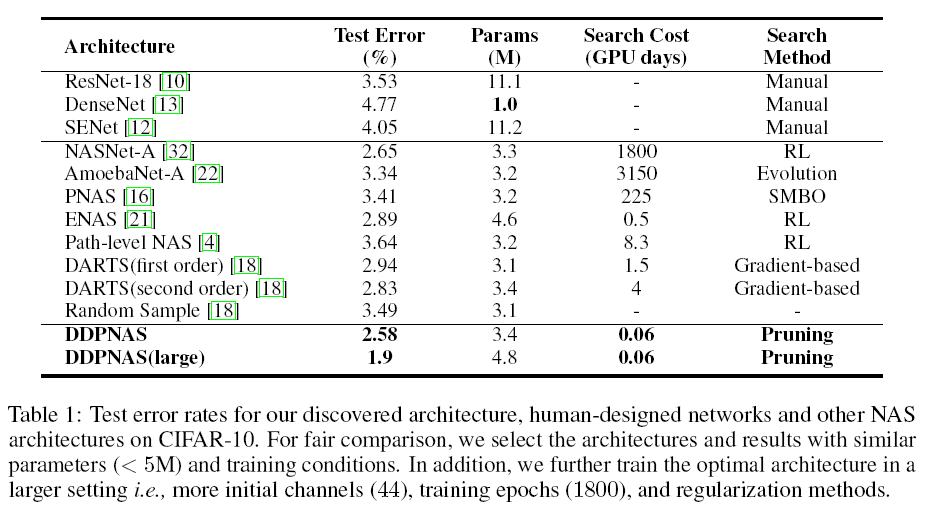 Architecture Test Error (%) Params (M) Search Cost (GPU days) Search Method
ResNet-18 [10] 3.53 11.1 - Manual
DenseNet [13] 4.77 1.0 - Manual
SENet [12] 4.05 11.2 - Manual
NASNet-A [32] 2.65 3.3 1800 RL
AmoebaNet-A [22] 3.34 3.2 3150 Evolution
PNAS [16] 3.41 3.2 225 SMBO
ENAS [21] 2.89 4.6 0.5 RL
Path-level NAS [4] 3.64 3.2 8.3 RL
DARTS(first order) [18] 2.94 3.1 1.5 Gradient-based
DARTS(second order) [18] 2.83 3.4 4 Gradient-based
Random Sample [18] 3.49 3.1 - -
DDPNAS 2.58 3.4 0.06 Pruning
DDPNAS(large) 1.9 4.8 0.06 Pruning
Table 1: Test error rates for our discovered architecture, human-designed networks and other NAS
architectures on CIFAR-10. For fair comparison, we select the architectures and results with similar
parameters (< 5M) and training conditions. In addition, we further train the optimal architecture in a
larger setting i.e., more initial channels (44), training epochs (1800), and regularization methods.